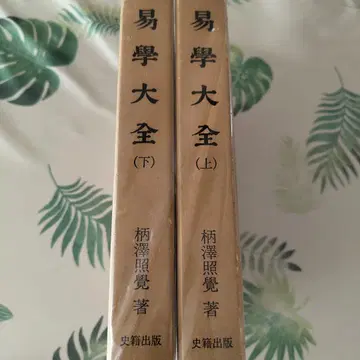 易學大全
(上)
柄澤照覺 著
史籍出版
易學大全
(下)
柄澤照覺 著
史籍出版